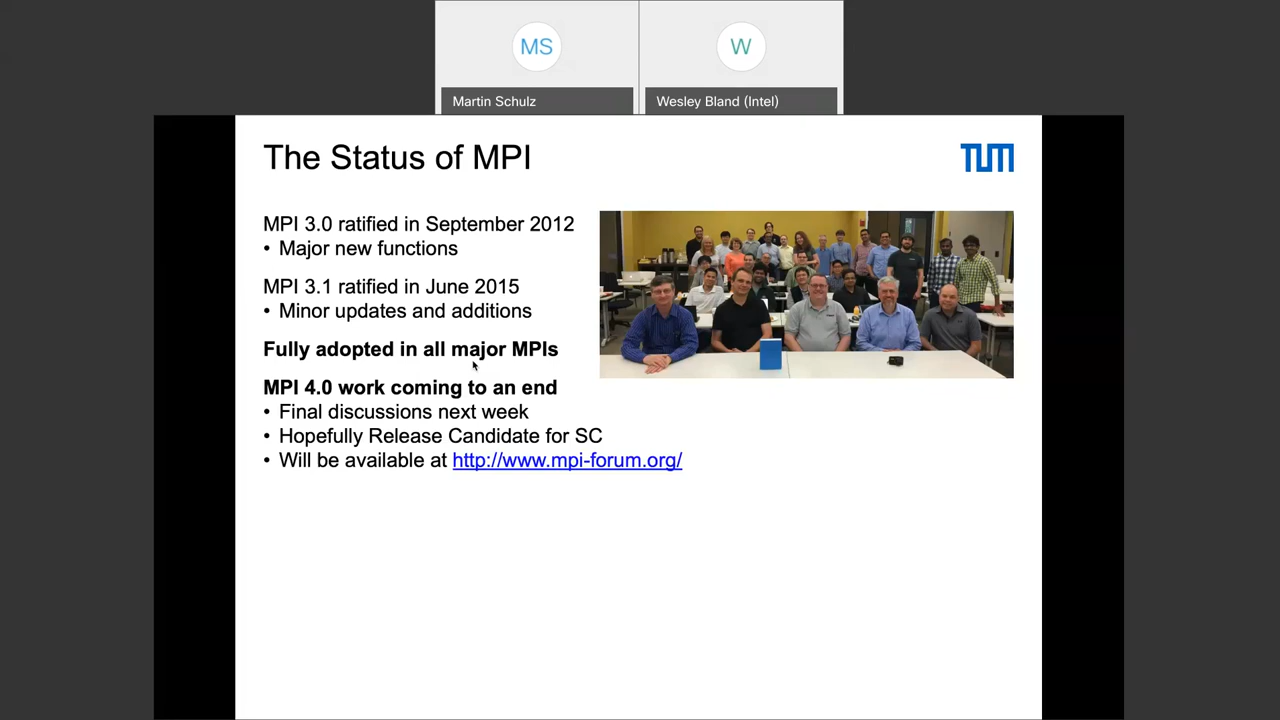 MS
W
Martin Schulz
Wesley Bland (Intel)
The Status of MPI
TUM
MPI 3.0 ratified in September 2012
• Major new functions
MPI 3.1 ratified in June 2015
• Minor updates and additions
Fully adopted in all major MPIs
MPI 4.0 work coming to an end
• Final discussions next week
• Hopefully Release Candidate for SC
• Will be available at http://www.mpi-forum.org/